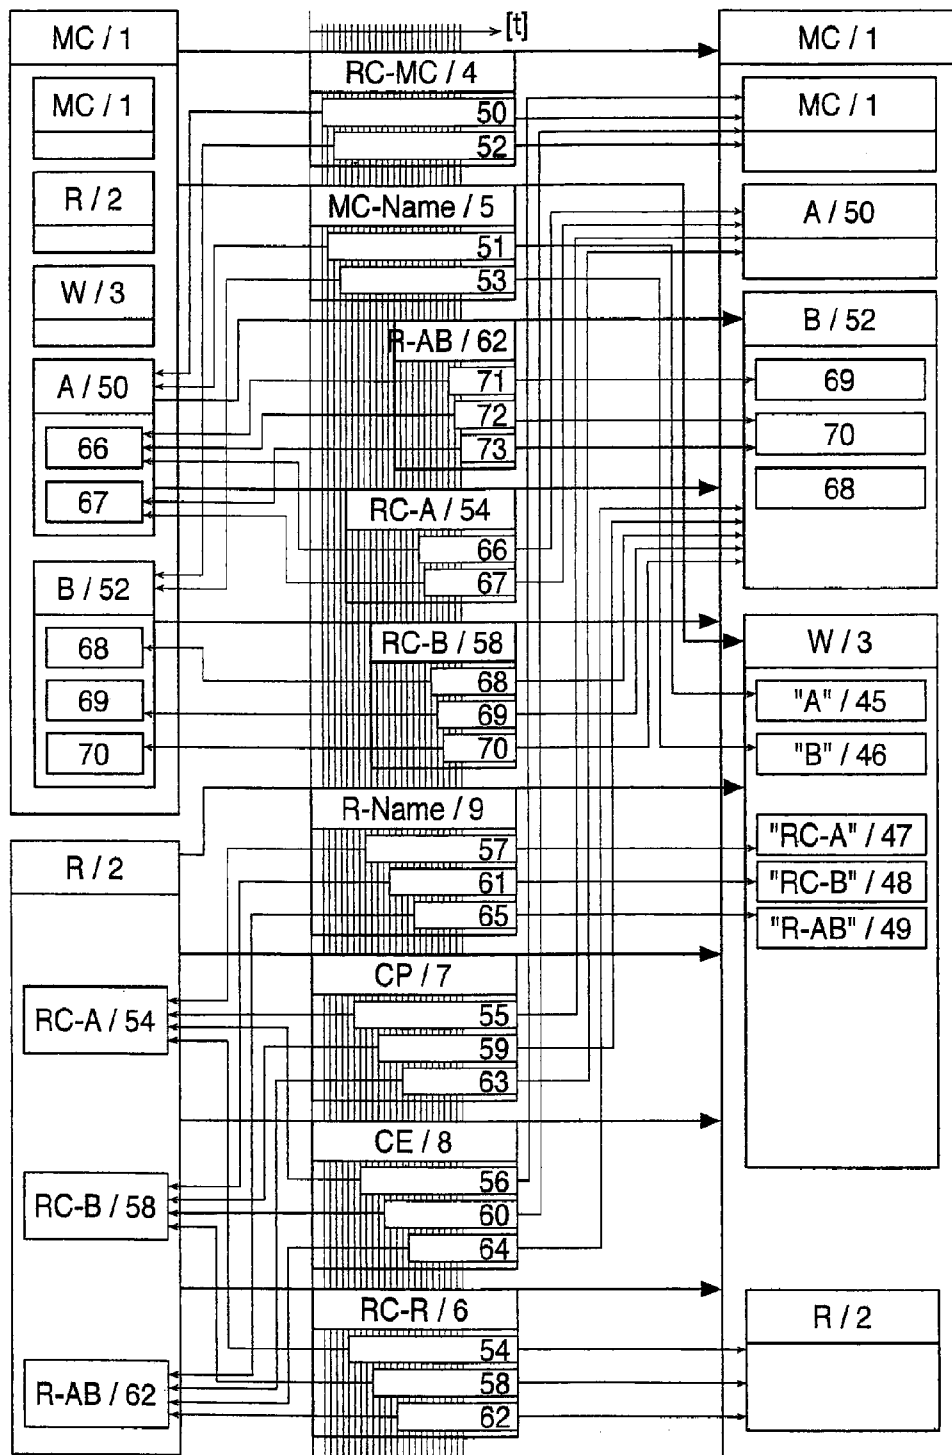 [t]
MC / 1
MC / 1
R / 2
W / 3
A / 50
66
67
B / 52
68
69
70
R / 2
RC-A / 54
RC-B / 58
R-AB / 62
RC-MC / 4
50
52
MC-Name / 5
51
53
R-AB / 62
71
72
73
RC-A / 54
66
67
RC-B / 58
68
69
70
R-Name / 9
57
61
65
CP / 7
55
59
63
CE / 8
56
60
64
RC-R / 6
54
58
62
MC / 1
MC / 1
A / 50
B / 52
69
70
68
W / 3
"A" / 45
"B" / 46
"RC-A" / 47
"RC-B" / 48
"R-AB" / 49
R / 2